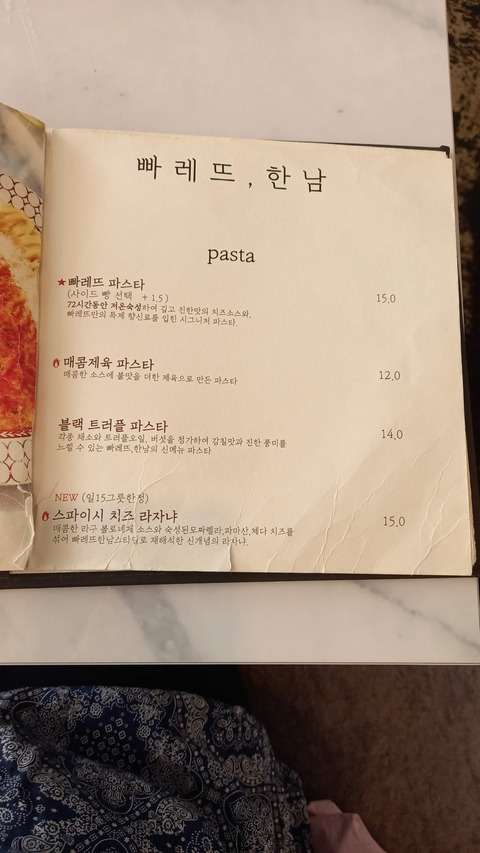 빠레뜨, 한남
pasta
★빠레뜨 파스타
(사이드 빵 선택 + 1.5)
15.0
72시간동안 저온숙성하여 깊고 진한맛의 치즈소스와,
빠레뜨만의 특제 향신료를 입힌 시그니처 파스타.
매콤제육 파스타
12.0
매콤한 소스에 불맛을 더한 제육으로 만든 파스타
블랙 트러플 파스타
14.0
각종 채소와 트러플오일, 버섯을 첨가하여 감칠맛과 진한 풍미를
느낄 수 있는 빠레뜨,한남의 신메뉴 파스타
NEW (일15그릇한정)
스파이시 치즈 라자냐
15.0
매콤한 라구 볼로네제 소스와 숙성된모짜렐라,파마산,체다 치즈를
섞어 빠레뜨한남스타일로 재해석한 신개념의 라자냐.